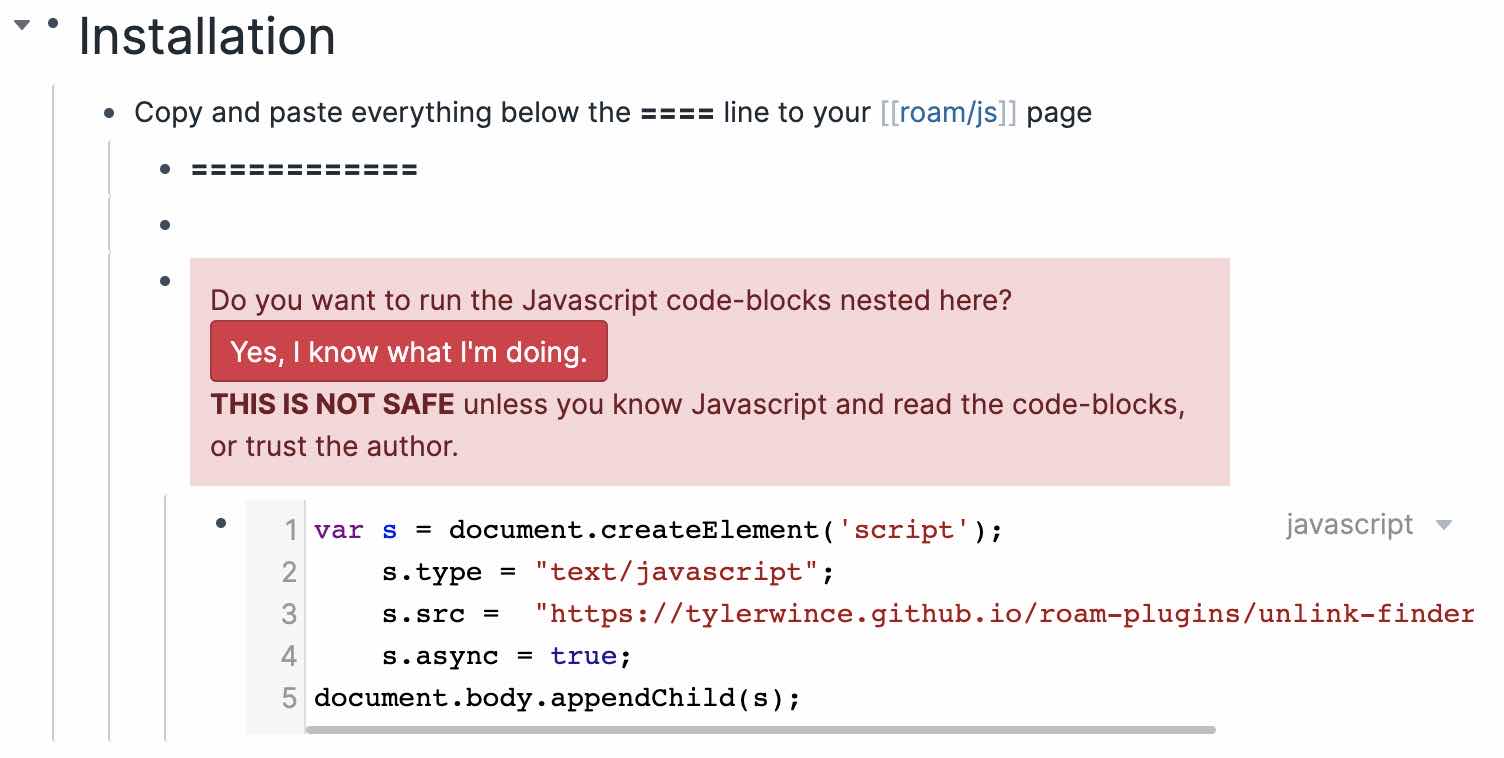 Installation
Copy and paste everything below the ==== line to your [[roam/js]] page
============
Do you want to run the Javascript code-blocks nested here?
Yes, I know what I'm doing.
THIS IS NOT SAFE unless you know Javascript and read the code-blocks,
or trust the author.
javascript
1 var s = document.createElement('script');
2 s.type = "text/javascript";
3 s.src =  "https://tylerwince.github.io/roam-plugins/unlink-finder
4 s.async = true;
5 document.body.appendChild(s);